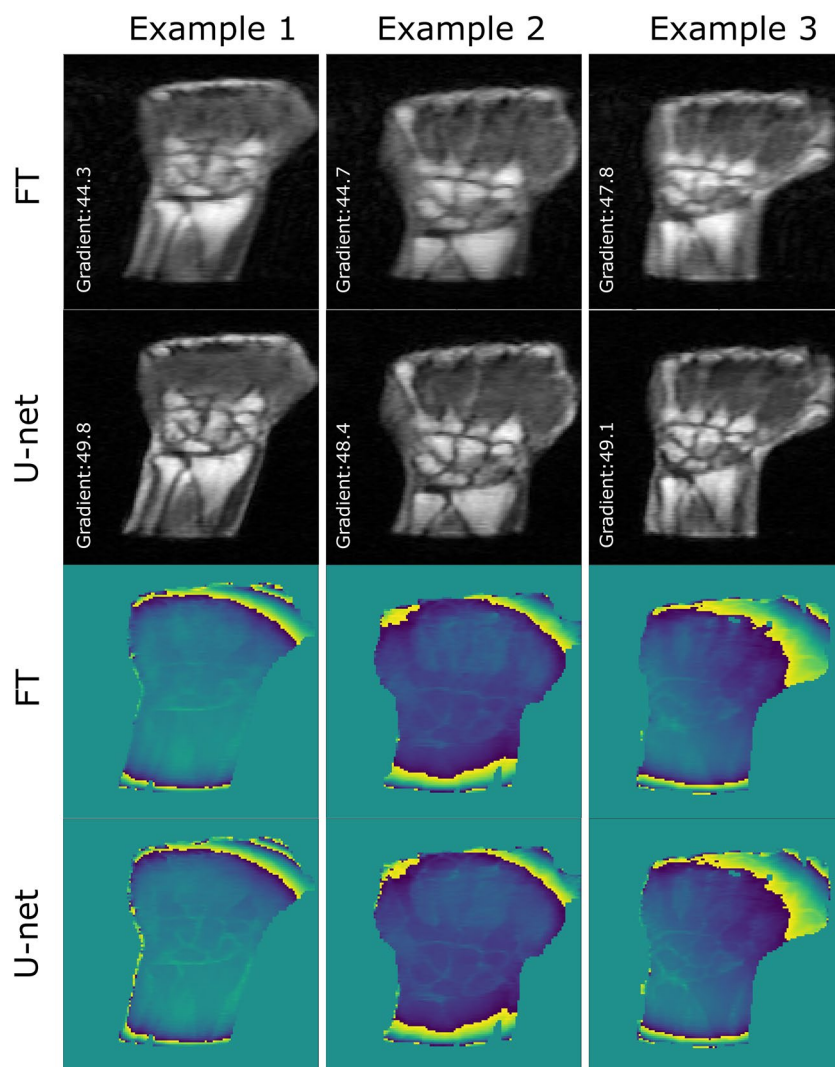 Example 1
Example 2
Example 3
FT
Gradient:44.3
Gradient:44.7
Gradient:47.8
U-net
Gradient:49.8
Gradient:48.4
Gradient:49.1
FT
U-net